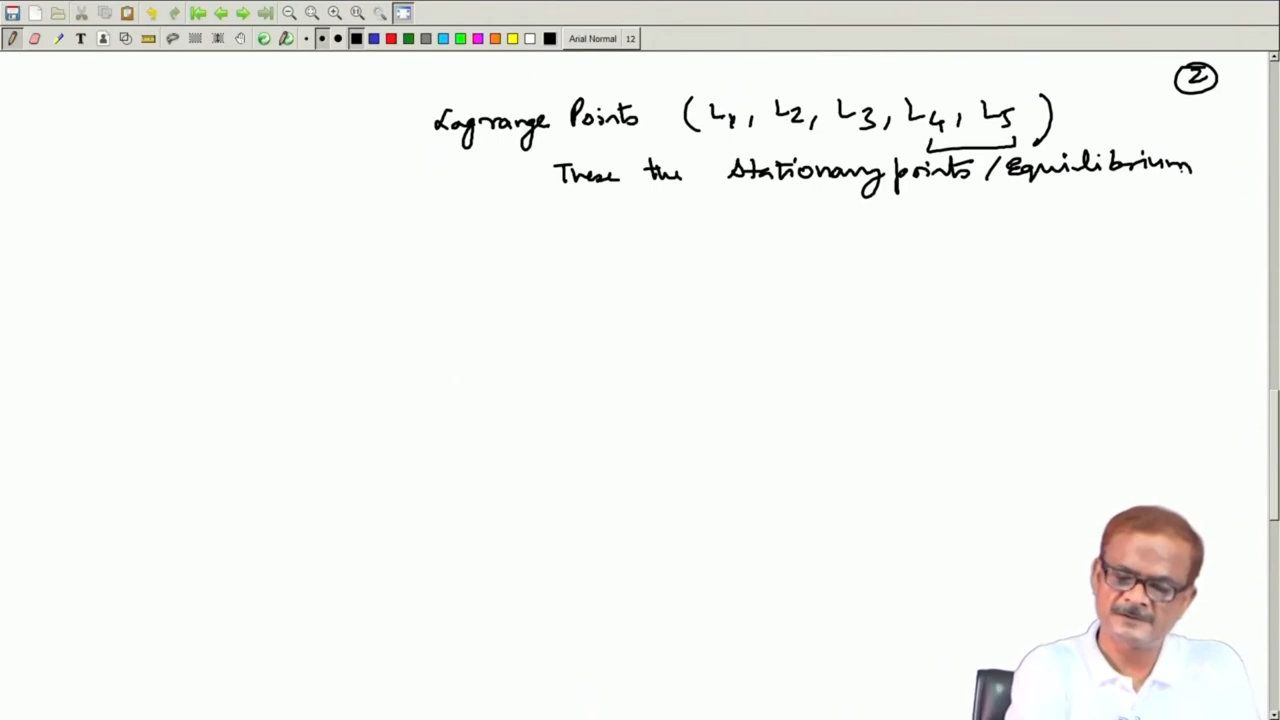 Arial Normal 12
2
Lagrange Points (L1, L2, L3, L4, L5)
These the stationary points/Equilibrium